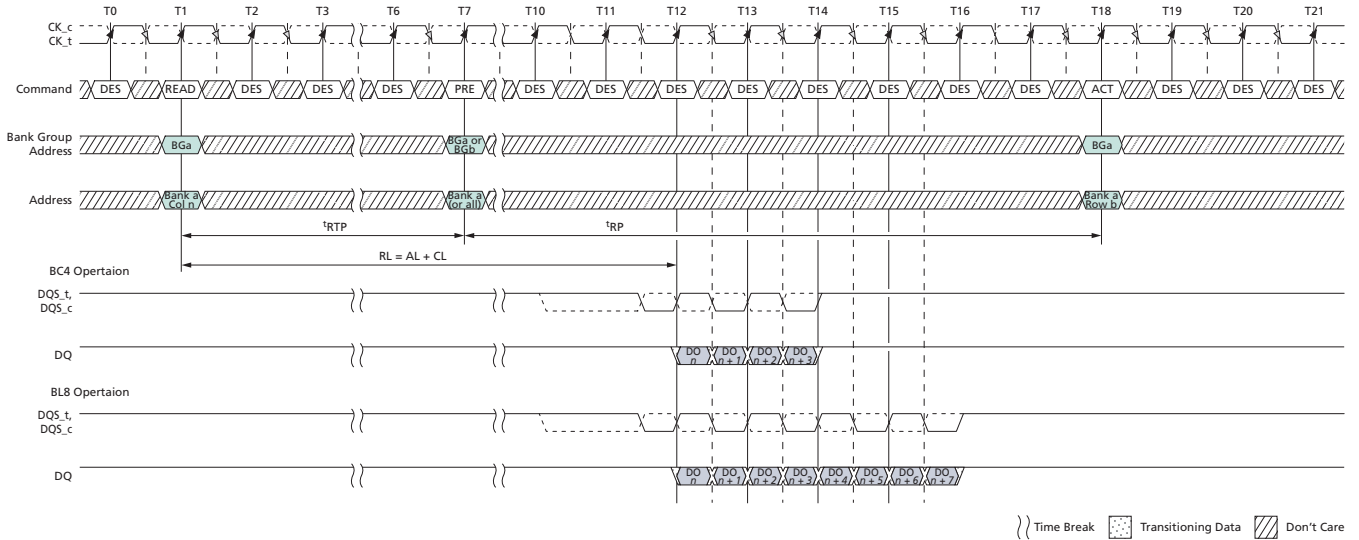 T0 T1 T2 T3 T6 T7 T10 T11 T12 T13 T14 T15 T16 T17 T18 T19 T20 T21
CK_c
CK_t
Command DES READ DES DES DES PRE DES DES DES DES DES DES DES DES ACT DES DES DES
Bank Group
Address
BGa
BGa or
BGb
BGa
Address
Bank a
Col n
Bank a
(or all)
Bank a
Row b
tRTP
tRP
RL = AL + CL
BC4 Opertaion
DQS_t,
DQS_c
DQ
DO
n
DO
n + 1
DO
n + 2
DO
n + 3
BL8 Opertaion
DQS_t,
DQS_c
DQ
DO
n
DO
n + 1
DO
n + 2
DO
n + 3
DO
n + 4
DO
n + 5
DO
n + 6
DO
n + 7
Time Break Transitioning Data Don't Care